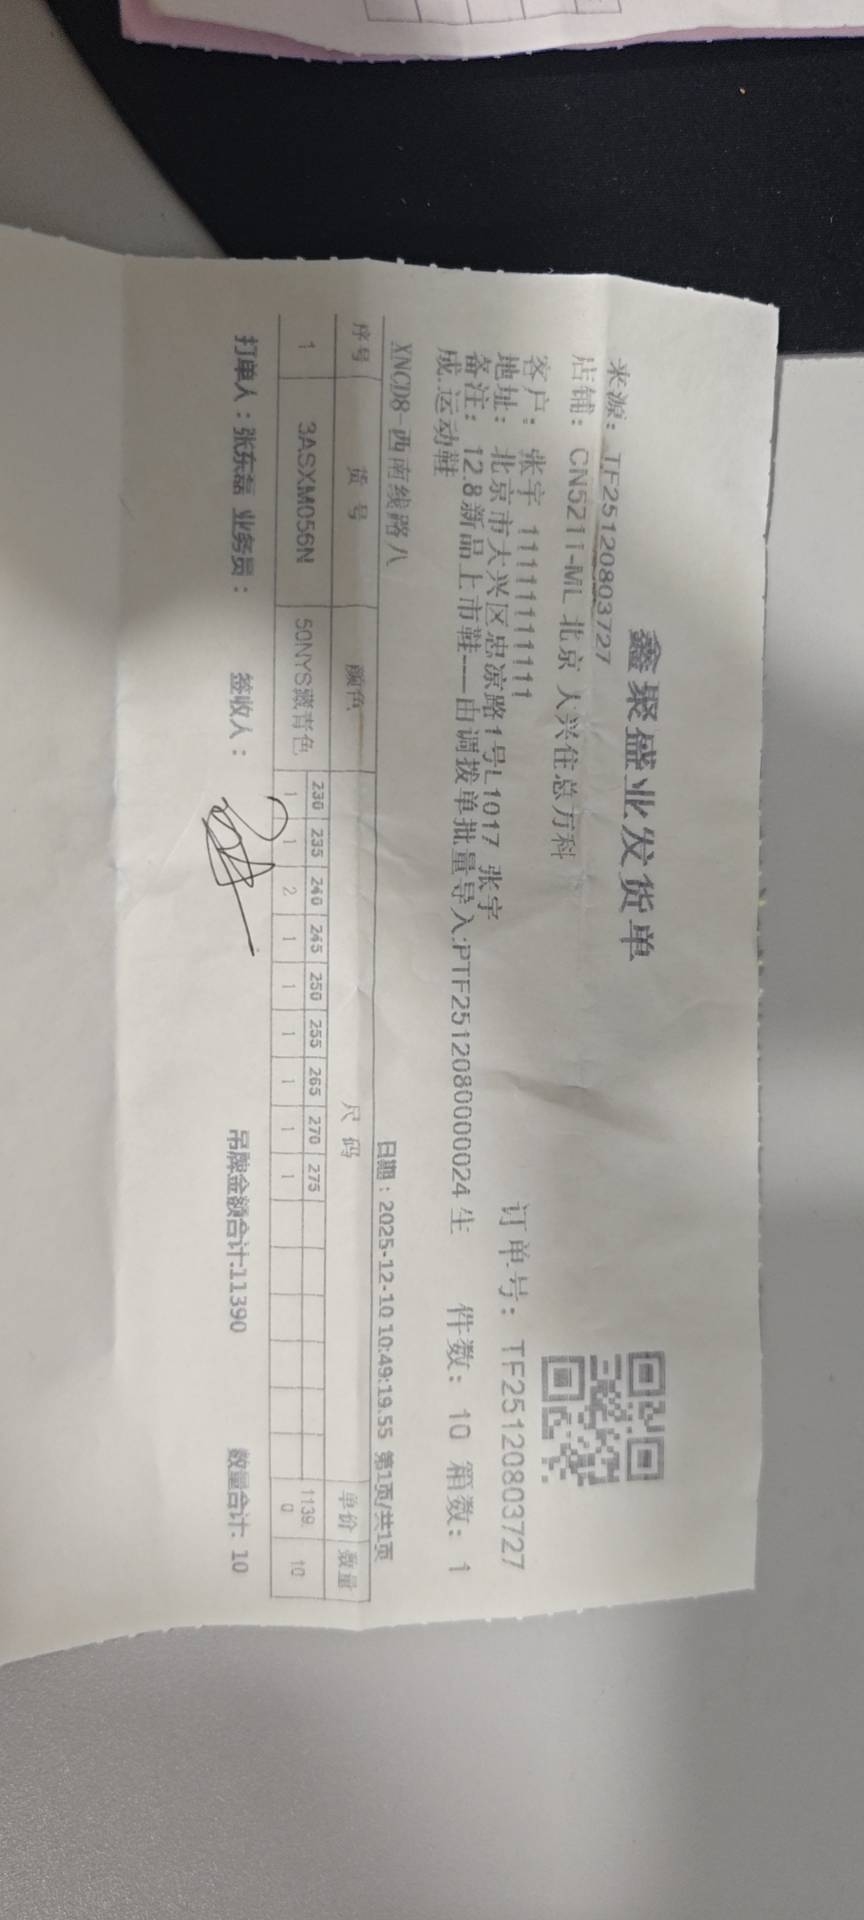 鑫聚盛业发货单
来源：TF25120803727
店铺：CN5211-ML 北京大兴住总万科
客户：张宇 11111111111
订单号：TF25120803727
地址：北京市大兴区忠凉路1号L1017 张宇
备注：12.8新品上市鞋——由调拨单批量导入:PTF2512080000024 生
成.运动鞋
件数：10 箱数：1
XNCD8-西南线路八
日期：2025-12-10 10:49:19.55 第1页/共1页
序号 货号 颜色 尺码 单价 数量
230 235 240 245 250 255 265 270 275
1 3ASXM056N 50NYS藏青色 1 1 2 1 1 1 1 1 1 1139.0 10
打单人：张东磊 业务员： 签收人： 吊牌金额合计:11390 数量合计: 10